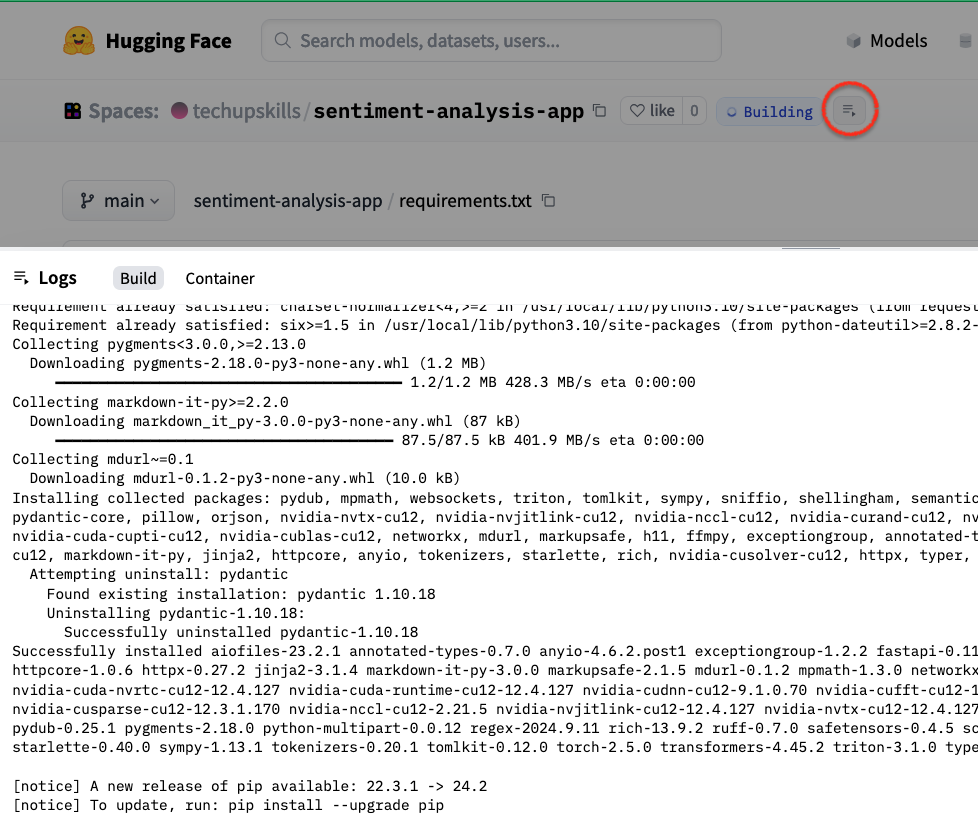 Hugging Face
Search models, datasets, users...
Models
Spaces: techupskills/sentiment-analysis-app
like 0
Building
main
sentiment-analysis-app / requirements.txt
Logs Build Container
Requirement already satisfied: charset-normalizer<4,>=2 in /usr/local/lib/python3.10/site-packages (from request
Requirement already satisfied: six>=1.5 in /usr/local/lib/python3.10/site-packages (from python-dateutil>=2.8.2-
Collecting pygments<3.0.0,>=2.13.0
Downloading pygments-2.18.0-py3-none-any.whl (1.2 MB)
1.2/1.2 MB 428.3 MB/s eta 0:00:00
Collecting markdown-it-py>=2.2.0
Downloading markdown_it_py-3.0.0-py3-none-any.whl (87 kB)
87.5/87.5 kB 401.9 MB/s eta 0:00:00
Collecting mdurl~=0.1
Downloading mdurl-0.1.2-py3-none-any.whl (10.0 kB)
Installing collected packages: pydub, mpmath, websockets, triton, tomlkit, sympy, sniffio, shellingham, semantic
pydantic-core, pillow, orjson, nvidia-nvtx-cu12, nvidia-nvjitlink-cu12, nvidia-nccl-cu12, nvidia-curand-cu12, nv
nvidia-cuda-cupti-cu12, nvidia-cublas-cu12, networkx, mdurl, markupsafe, h11, ffmpy, exceptiongroup, annotated-t
cu12, markdown-it-py, jinja2, httpcore, anyio, tokenizers, starlette, rich, nvidia-cusolver-cu12, httpx, typer,
Attempting uninstall: pydantic
Found existing installation: pydantic 1.10.18
Uninstalling pydantic-1.10.18:
Successfully uninstalled pydantic-1.10.18
Successfully installed aiofiles-23.2.1 annotated-types-0.7.0 anyio-4.6.2.post1 exceptiongroup-1.2.2 fastapi-0.11
httpcore-1.0.6 httpx-0.27.2 jinja2-3.1.4 markdown-it-py-3.0.0 markupsafe-2.1.5 mdurl-0.1.2 mpmath-1.3.0 networkx
nvidia-cuda-nvrtc-cu12-12.4.127 nvidia-cuda-runtime-cu12-12.4.127 nvidia-cudnn-cu12-9.1.0.70 nvidia-cufft-cu12-1
nvidia-cusparse-cu12-12.3.1.170 nvidia-nccl-cu12-2.21.5 nvidia-nvjitlink-cu12-12.4.127 nvidia-nvtx-cu12-12.4.127
pydub-0.25.1 pygments-2.18.0 python-multipart-0.0.12 regex-2024.9.11 rich-13.9.2 ruff-0.7.0 safetensors-0.4.5 sc
starlette-0.40.0 sympy-1.13.1 tokenizers-0.20.1 tomlkit-0.12.0 torch-2.5.0 transformers-4.45.2 triton-3.1.0 type
[notice] A new release of pip available: 22.3.1 -> 24.2
[notice] To update, run: pip install --upgrade pip